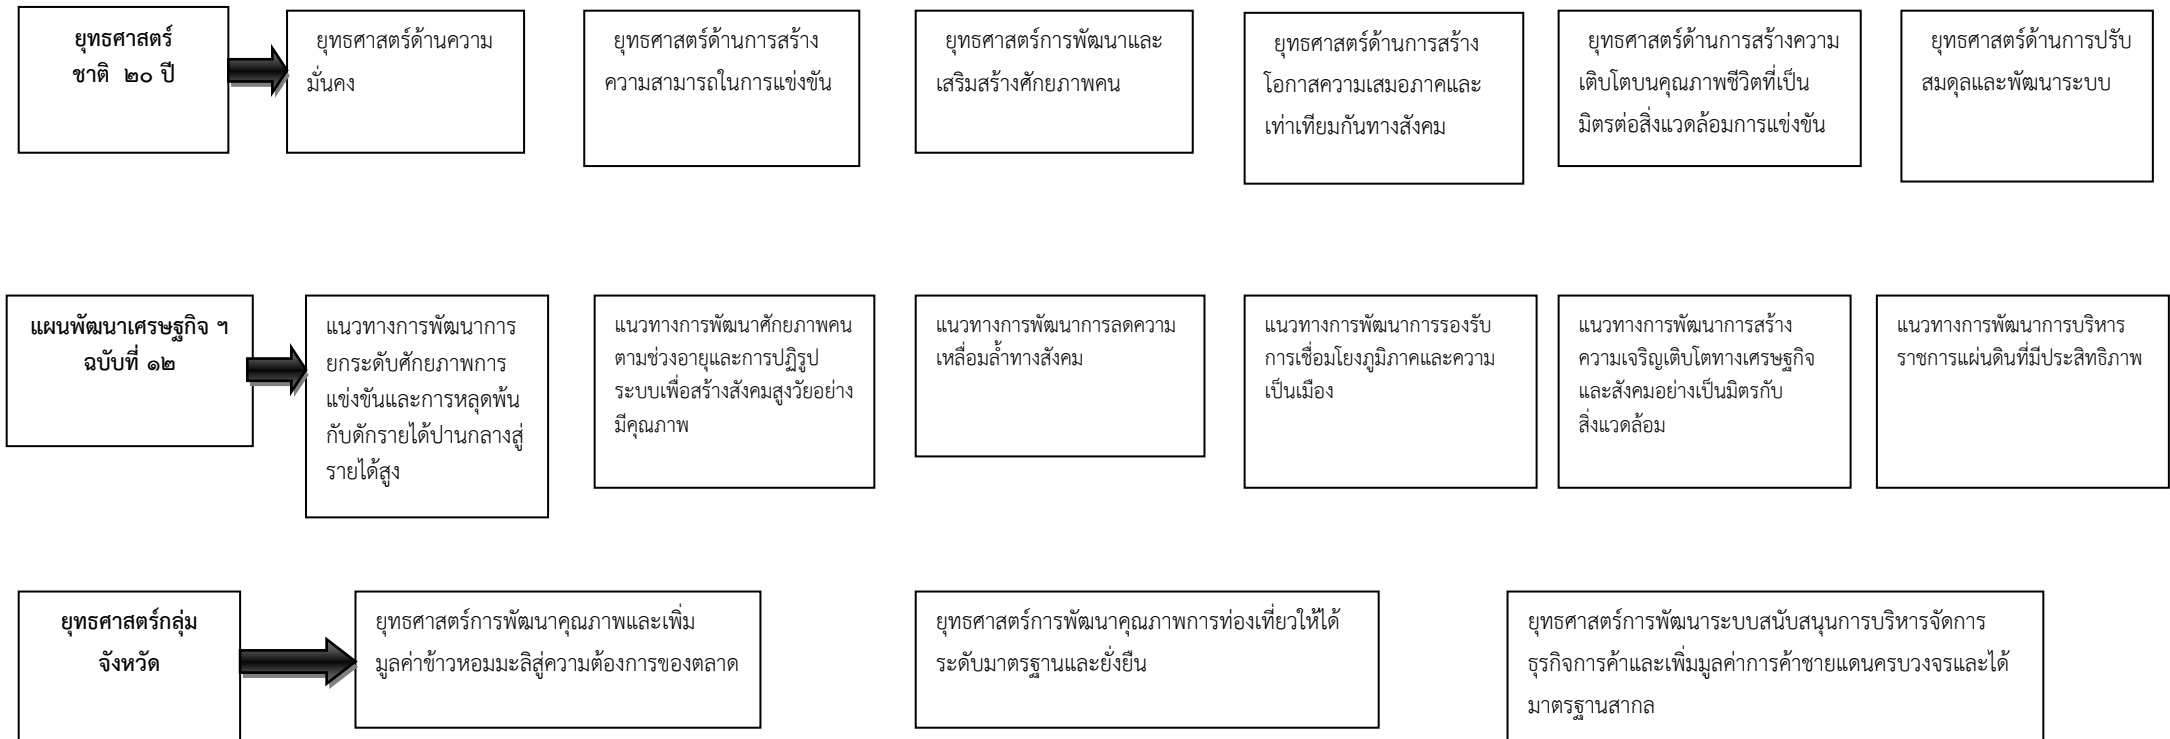 ยุทธศาสตร์
ชาติ ๒๐ ปี
ยุทธศาสตร์ด้านความ
มั่นคง
ยุทธศาสตร์ด้านการสร้าง
ความสามารถในการแข่งขัน
ยุทธศาสตร์การพัฒนาและ
เสริมสร้างศักยภาพคน
ยุทธศาสตร์ด้านการสร้าง
โอกาสความเสมอภาคและ
เท่าเทียมกันทางสังคม
ยุทธศาสตร์ด้านการสร้างความ
เติบโตบนคุณภาพชีวิตที่เป็น
มิตรต่อสิ่งแวดล้อมการแข่งขัน
ยุทธศาสตร์ด้านการปรับ
สมดุลและพัฒนาระบบ
แผนพัฒนาเศรษฐกิจ ฯ
ฉบับที่ ๑๒
แนวทางการพัฒนาการ
ยกระดับศักยภาพการ
แข่งขันและการหลุดพ้น
กับดักรายได้ปานกลางสู่
รายได้สูง
แนวทางการพัฒนาศักยภาพคน
ตามช่วงอายุและการปฏิรูป
ระบบเพื่อสร้างสังคมสูงวัยอย่าง
มีคุณภาพ
แนวทางการพัฒนาการลดความ
เหลื่อมล้ำทางสังคม
แนวทางการพัฒนาการรองรับ
การเชื่อมโยงภูมิภาคและความ
เป็นเมือง
แนวทางการพัฒนาการสร้าง
ความเจริญเติบโตทางเศรษฐกิจ
และสังคมอย่างเป็นมิตรกับ
สิ่งแวดล้อม
แนวทางการพัฒนาการบริหาร
ราชการแผ่นดินที่มีประสิทธิภาพ
ยุทธศาสตร์กลุ่ม
จังหวัด
ยุทธศาสตร์การพัฒนาคุณภาพและเพิ่ม
มูลค่าข้าวหอมมะลิสู่ความต้องการของตลาด
ยุทธศาสตร์การพัฒนาคุณภาพการท่องเที่ยวให้ได้
ระดับมาตรฐานและยั่งยืน
ยุทธศาสตร์การพัฒนาระบบสนับสนุนการบริหารจัดการ
ธุรกิจการค้าและเพิ่มมูลค่าการค้าชายแดนครบวงจรและได้
มาตรฐานสากล